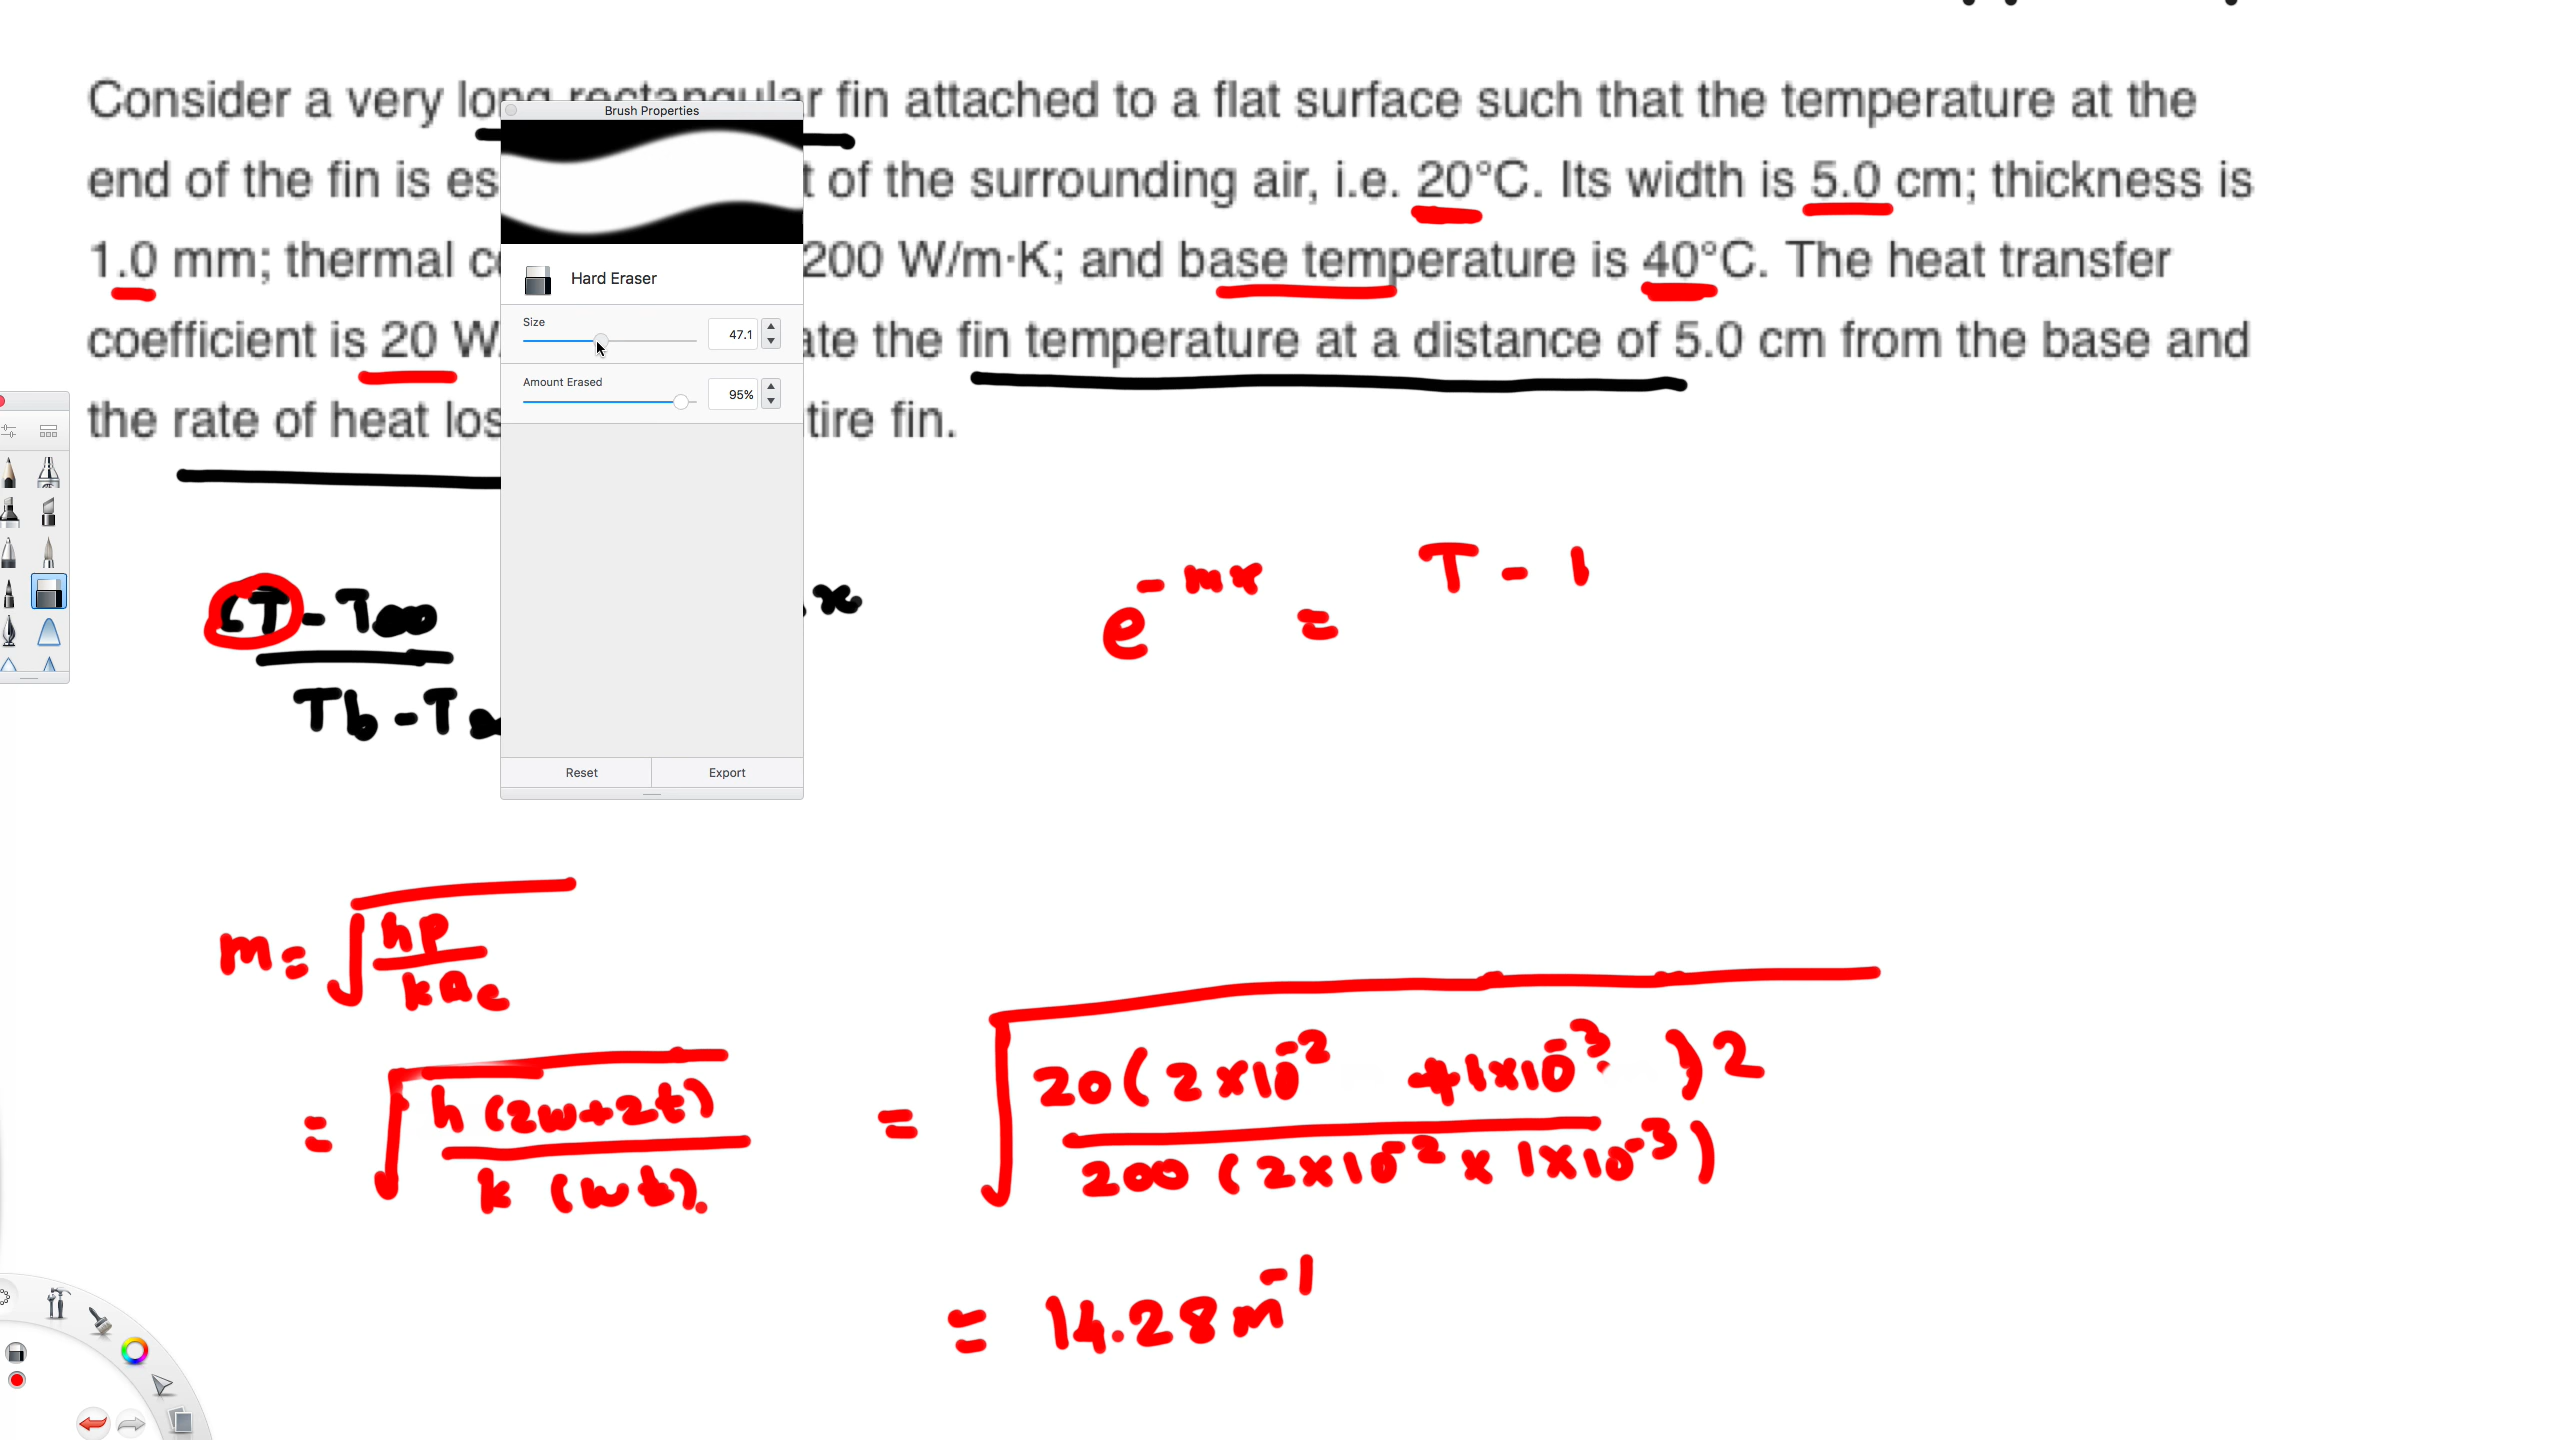 Consider a very long rectangular fin attached to a flat surface such that the temperature at the
Brush Properties
end of the fin is es t of the surrounding air, i.e. 20°C. Its width is 5.0 cm; thickness is
1.0 mm; thermal c 200 W/m·K; and base temperature is 40°C. The heat transfer
Hard Eraser
coefficient is 20 W ate the fin temperature at a distance of 5.0 cm from the base and
Size
47.1
Amount Erased
95%
the rate of heat los tire fin.
(T - T∞ x
Tb - T∞
e^-mx = T - 1
Reset Export
m = √hp
kac
= √h (2w+2t)
k (wt).
= √20 (2×10^-2 +1×10^-3 ) 2
200 (2×10^-2 × 1×10^-3)
= 14.28 m^-1